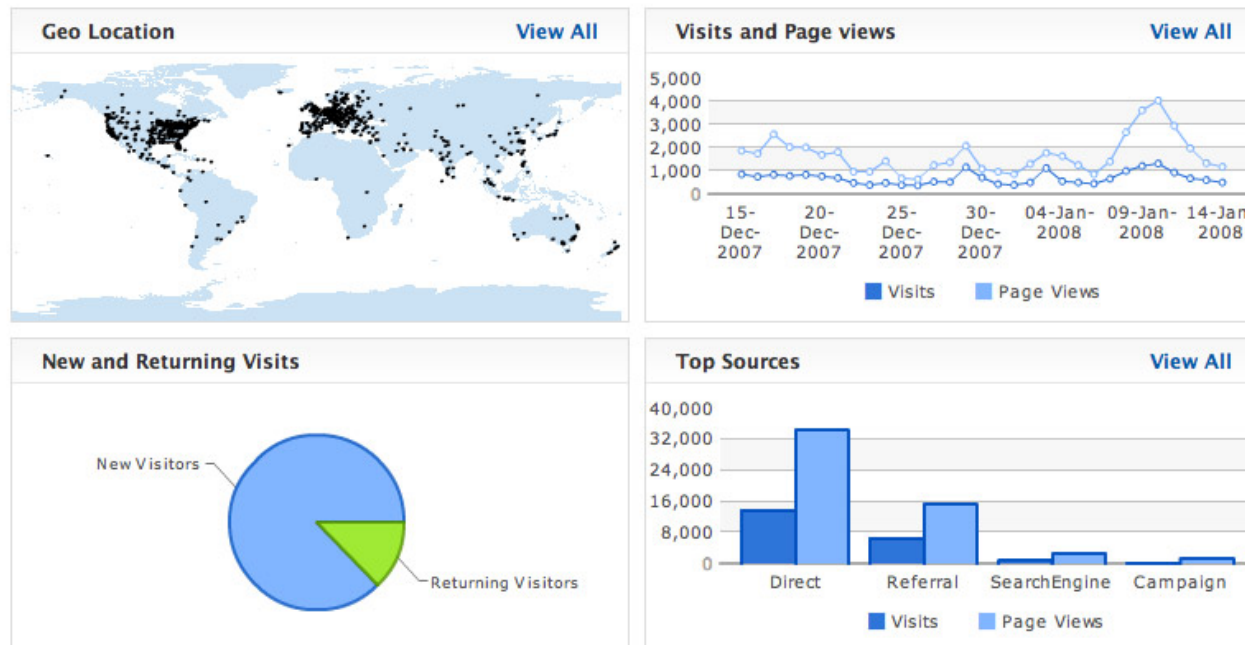 Geo Location View All
Visits and Page views View All
5,000
4,000
3,000
2,000
1,000
0
15-Dec-2007 20-Dec-2007 25-Dec-2007 30-Dec-2007 04-Jan-2008 09-Jan-2008 14-Jan 2008
Visits Page Views
New and Returning Visits
New Visitors
Returning Visitors
Top Sources View All
40,000
32,000
24,000
16,000
8,000
0
Direct Referral SearchEngine Campaign
Visits Page Views